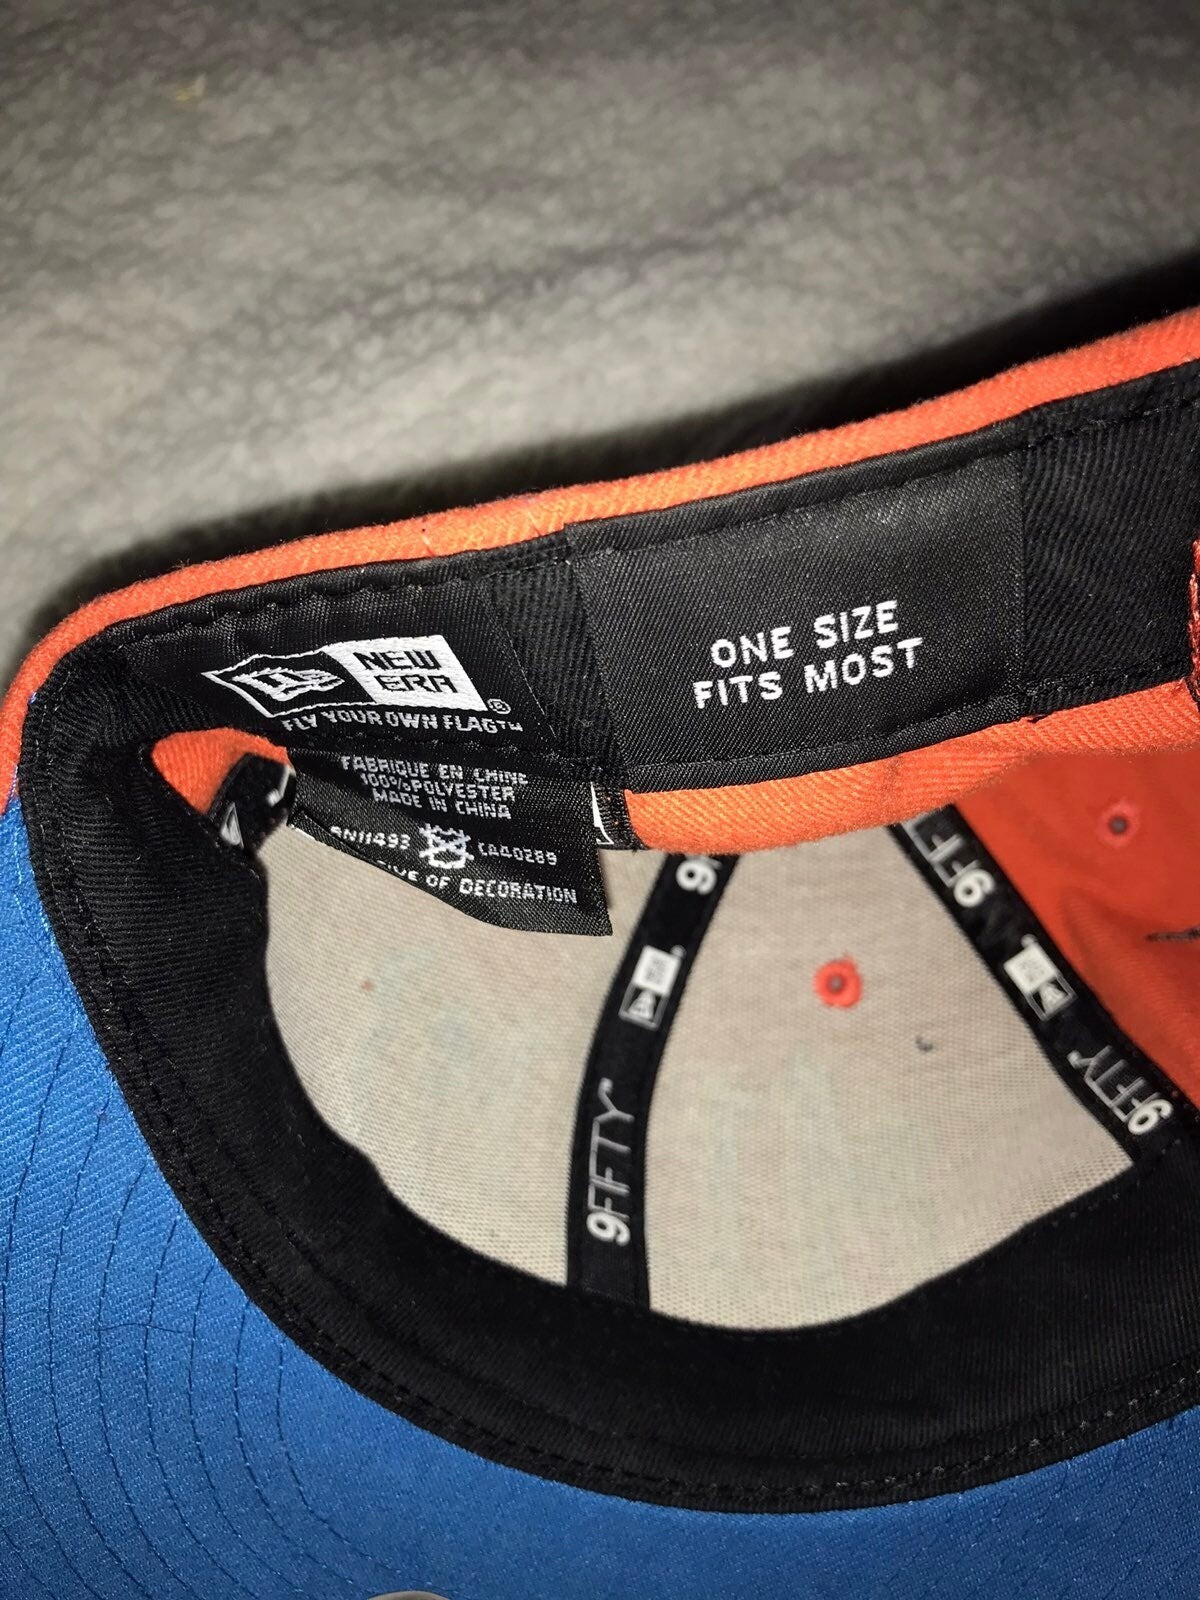 NEW
ERA
®
FLY YOUR OWN FLAG™
ONE SIZE
FITS MOST
FABRIQUE EN CHINE
100% POLYESTER
MADE IN CHINA
RN11493 CA40289
OF DECORATION
9FIFTY
9FIFTY